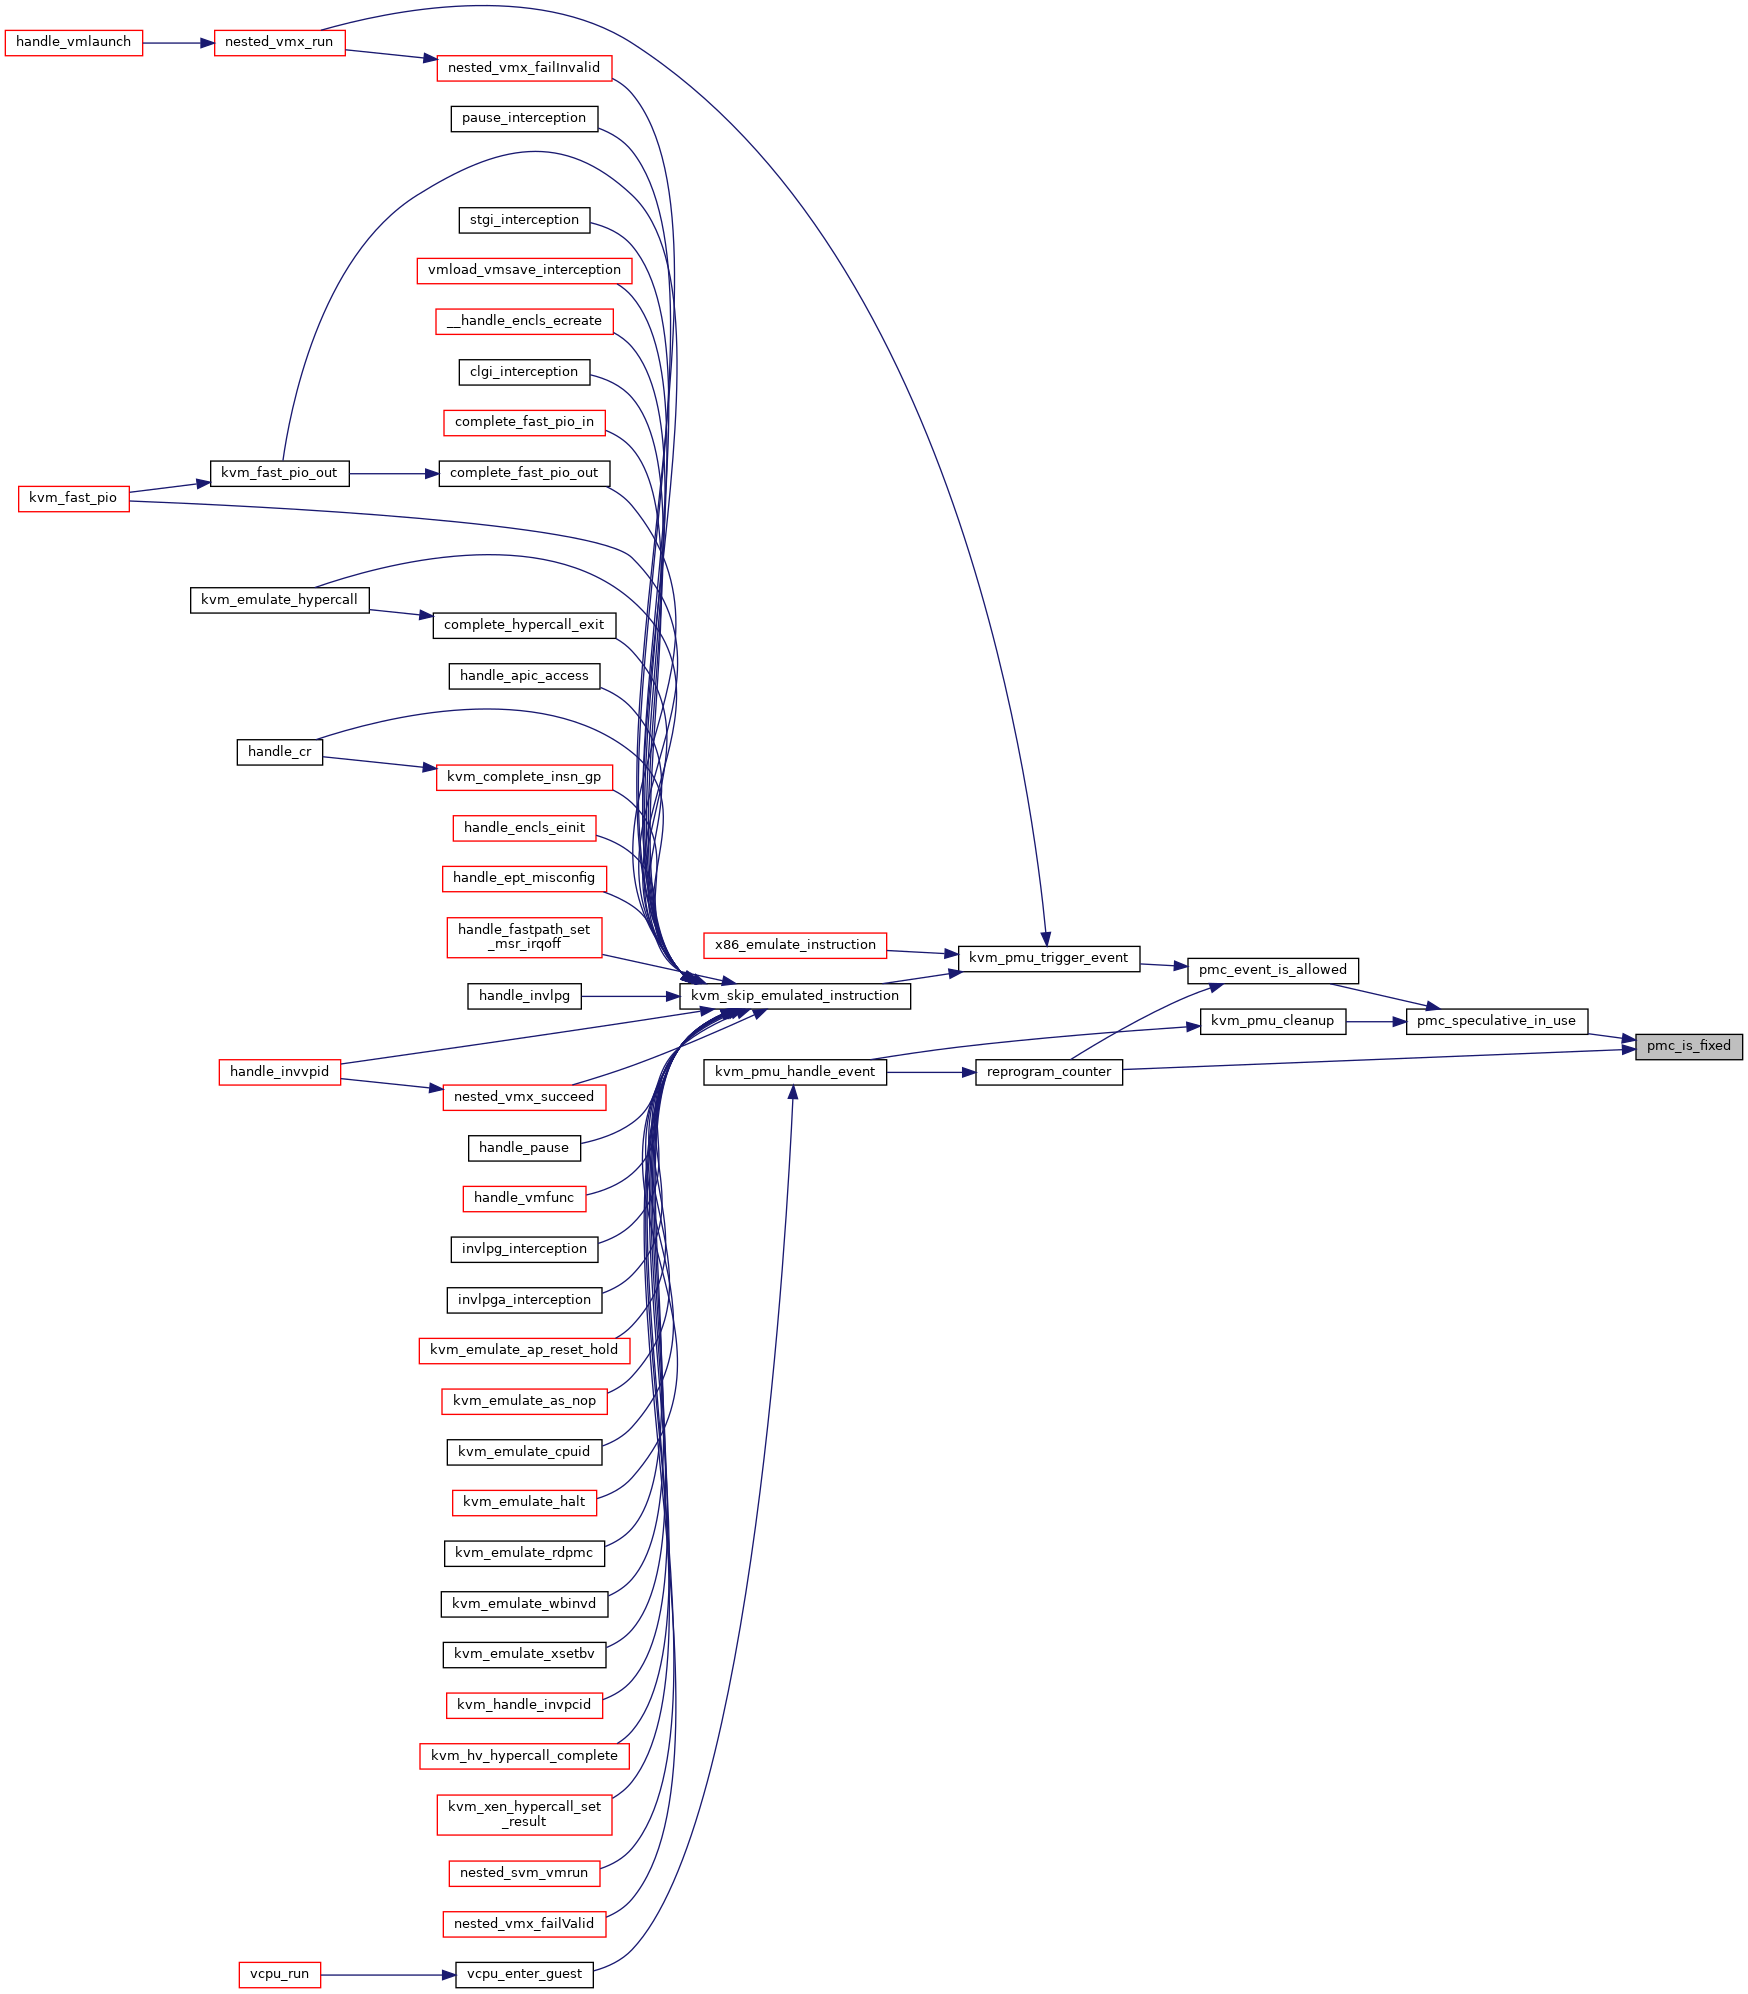 handle_vmlaunch
nested_vmx_run
nested_vmx_failInvalid
pause_interception
stgi_interception
vmload_vmsave_interception
__handle_encls_ecreate
clgi_interception
complete_fast_pio_in
kvm_fast_pio_out
complete_fast_pio_out
kvm_fast_pio
kvm_emulate_hypercall
complete_hypercall_exit
handle_apic_access
handle_cr
kvm_complete_insn_gp
handle_encls_einit
handle_ept_misconfig
handle_fastpath_set
_msr_irqoff
x86_emulate_instruction
kvm_pmu_trigger_event
pmc_event_is_allowed
handle_invlpg
kvm_skip_emulated_instruction
kvm_pmu_cleanup
pmc_speculative_in_use
pmc_is_fixed
handle_invvpid
kvm_pmu_handle_event
reprogram_counter
nested_vmx_succeed
handle_pause
handle_vmfunc
invlpg_interception
invlpga_interception
kvm_emulate_ap_reset_hold
kvm_emulate_as_nop
kvm_emulate_cpuid
kvm_emulate_halt
kvm_emulate_rdpmc
kvm_emulate_wbinvd
kvm_emulate_xsetbv
kvm_handle_invpcid
kvm_hv_hypercall_complete
kvm_xen_hypercall_set
_result
nested_svm_vmrun
nested_vmx_failValid
vcpu_run
vcpu_enter_guest